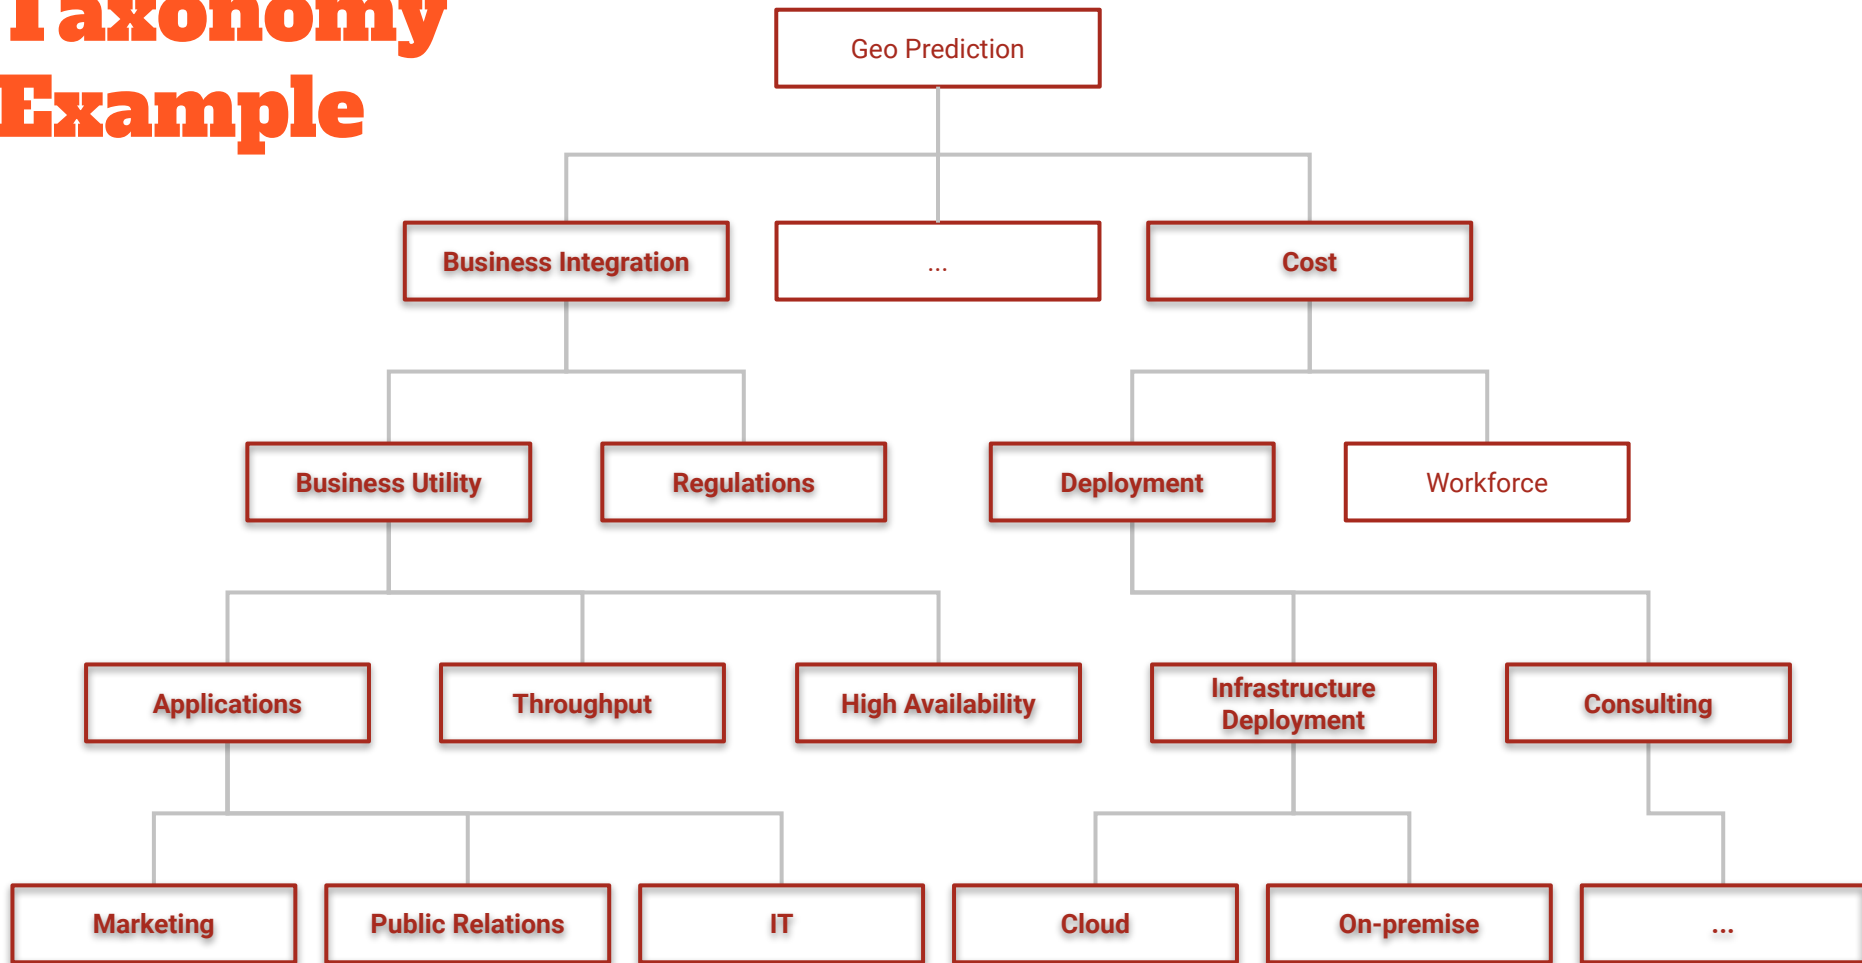 Taxonomy
Example
Geo Prediction
Business Integration
...
Cost
Business Utility
Regulations
Deployment
Workforce
Applications
Throughput
High Availability
Infrastructure
Deployment
Consulting
Marketing
Public Relations
IT
Cloud
On-premise
...